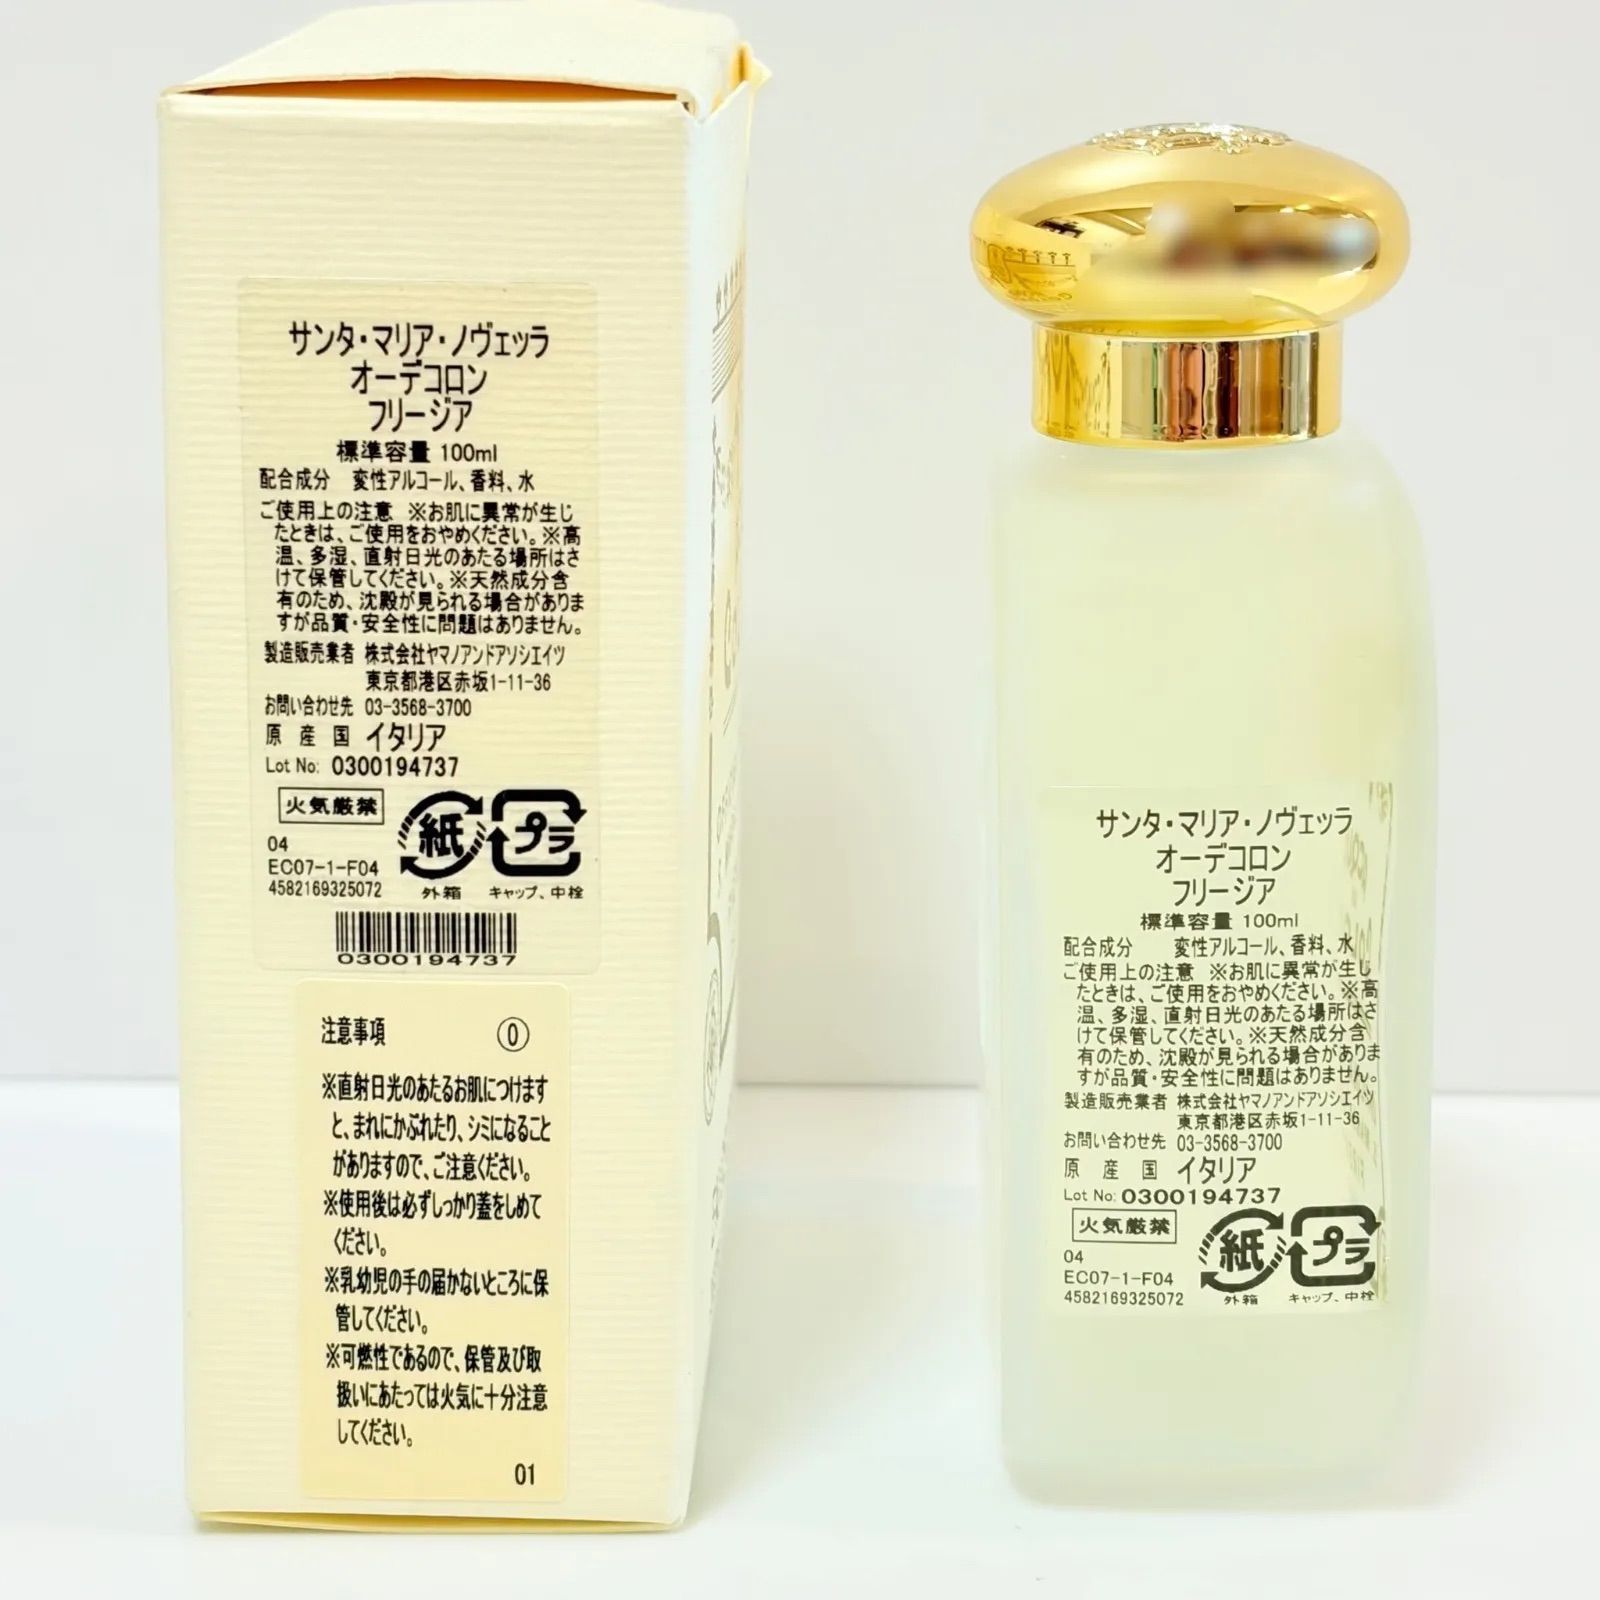 サンタ・マリア・ノヴェッラ
オーデコロン
フリージア
標準容量 100ml
配合成分 変性アルコール、香料、水
ご使用上の注意 ※お肌に異常が生じ
たときは、ご使用をおやめください。※高
温、多湿、直射日光のあたる場所はさ
けて保管してください。※天然成分含
有のため、沈殿が見られる場合がありま
すが品質・安全性に問題はありません。
製造販売業者 株式会社ヤマノアンドアソシエイツ
東京都港区赤坂1-11-36
お問い合わせ先 03-3568-3700
原産国 イタリア
Lot No: 0300194737
火気厳禁
紙
プラ
04
EC07-1-F04
4582169325072
外箱
キャップ、中栓
0300194737
注意事項 Ⓞ
※直射日光のあたるお肌につけます
と、まれにかぶれたり、シミになること
がありますので、ご注意ください。
※使用後は必ずしっかり蓋をしめて
ください。
※乳幼児の手の届かないところに保
管してください。
※可燃性であるので、保管及び取
扱いにあたっては火気に十分注意
してください。
01
サンタ・マリア・ノヴェッラ
オーデコロン
フリージア
標準容量 100ml
配合成分 変性アルコール、香料、水
ご使用上の注意 ※お肌に異常が生じ
たときは、ご使用をおやめください。※高
温、多湿、直射日光のあたる場所はさ
けて保管してください。※天然成分含
有のため、沈殿が見られる場合がありま
すが品質・安全性に問題はありません。
製造販売業者 株式会社ヤマノアンドアソシエイツ
東京都港区赤坂1-11-36
お問い合わせ先 03-3568-3700
原産国 イタリア
Lot No: 0300194737
火気厳禁
紙
プラ
04
EC07-1-F04
4582169325072
外箱
キャップ、中栓